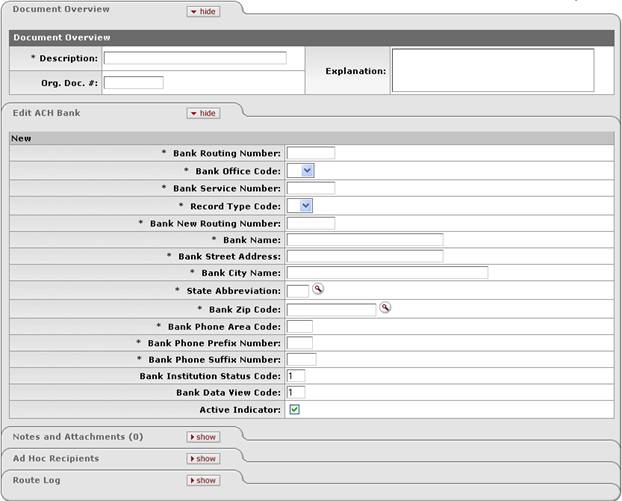 Document Overview hide
Document Overview
* Description:
Explanation:
Org. Doc. #:
Edit ACH Bank hide
New
* Bank Routing Number:
* Bank Office Code:
* Bank Service Number:
* Record Type Code:
* Bank New Routing Number:
* Bank Name:
* Bank Street Address:
* Bank City Name:
* State Abbreviation:
* Bank Zip Code:
* Bank Phone Area Code:
* Bank Phone Prefix Number:
* Bank Phone Suffix Number:
Bank Institution Status Code: 1
Bank Data View Code: 1
Active Indicator:
Notes and Attachments (0) show
Ad Hoc Recipients show
Route Log show